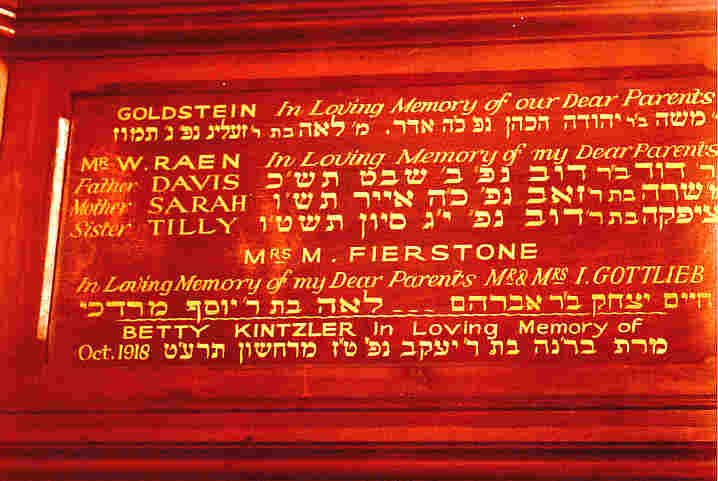 GOLDSTEIN In Loving Memory of our Dear Parents
משה ב׳ר יהודה הכהן נפ׳ כ׳ה אדר. מ׳ לאה בת ר׳ זעליג נפ׳ ג׳ תמוז
MR W. RAEN In Loving Memory of my Dear Parents
Father DAVIS ר׳ דוד ב׳ר דוב נפ׳ ב׳ שבט תש׳כ
Mother SARAH שרה בת ר׳ זאב נפ׳ כ׳ה אייר תש׳ו
Sister TILLY ציפקה בת ר׳ דוב נפ׳ י׳ג סיון תשט׳ו
MRS M. FIERSTONE
In Loving Memory of my Dear Parents MR & MRS I. GOTTLIEB
חיים יצחק ב׳ר אברהם --- לאה בת ר׳ יוסף מרדכי
BETTY KINTZLER In Loving Memory of
Oct. 1918 מרת ברנה בת ר׳ יעקב נפ׳ ט׳ז מרחשון תרע׳ט